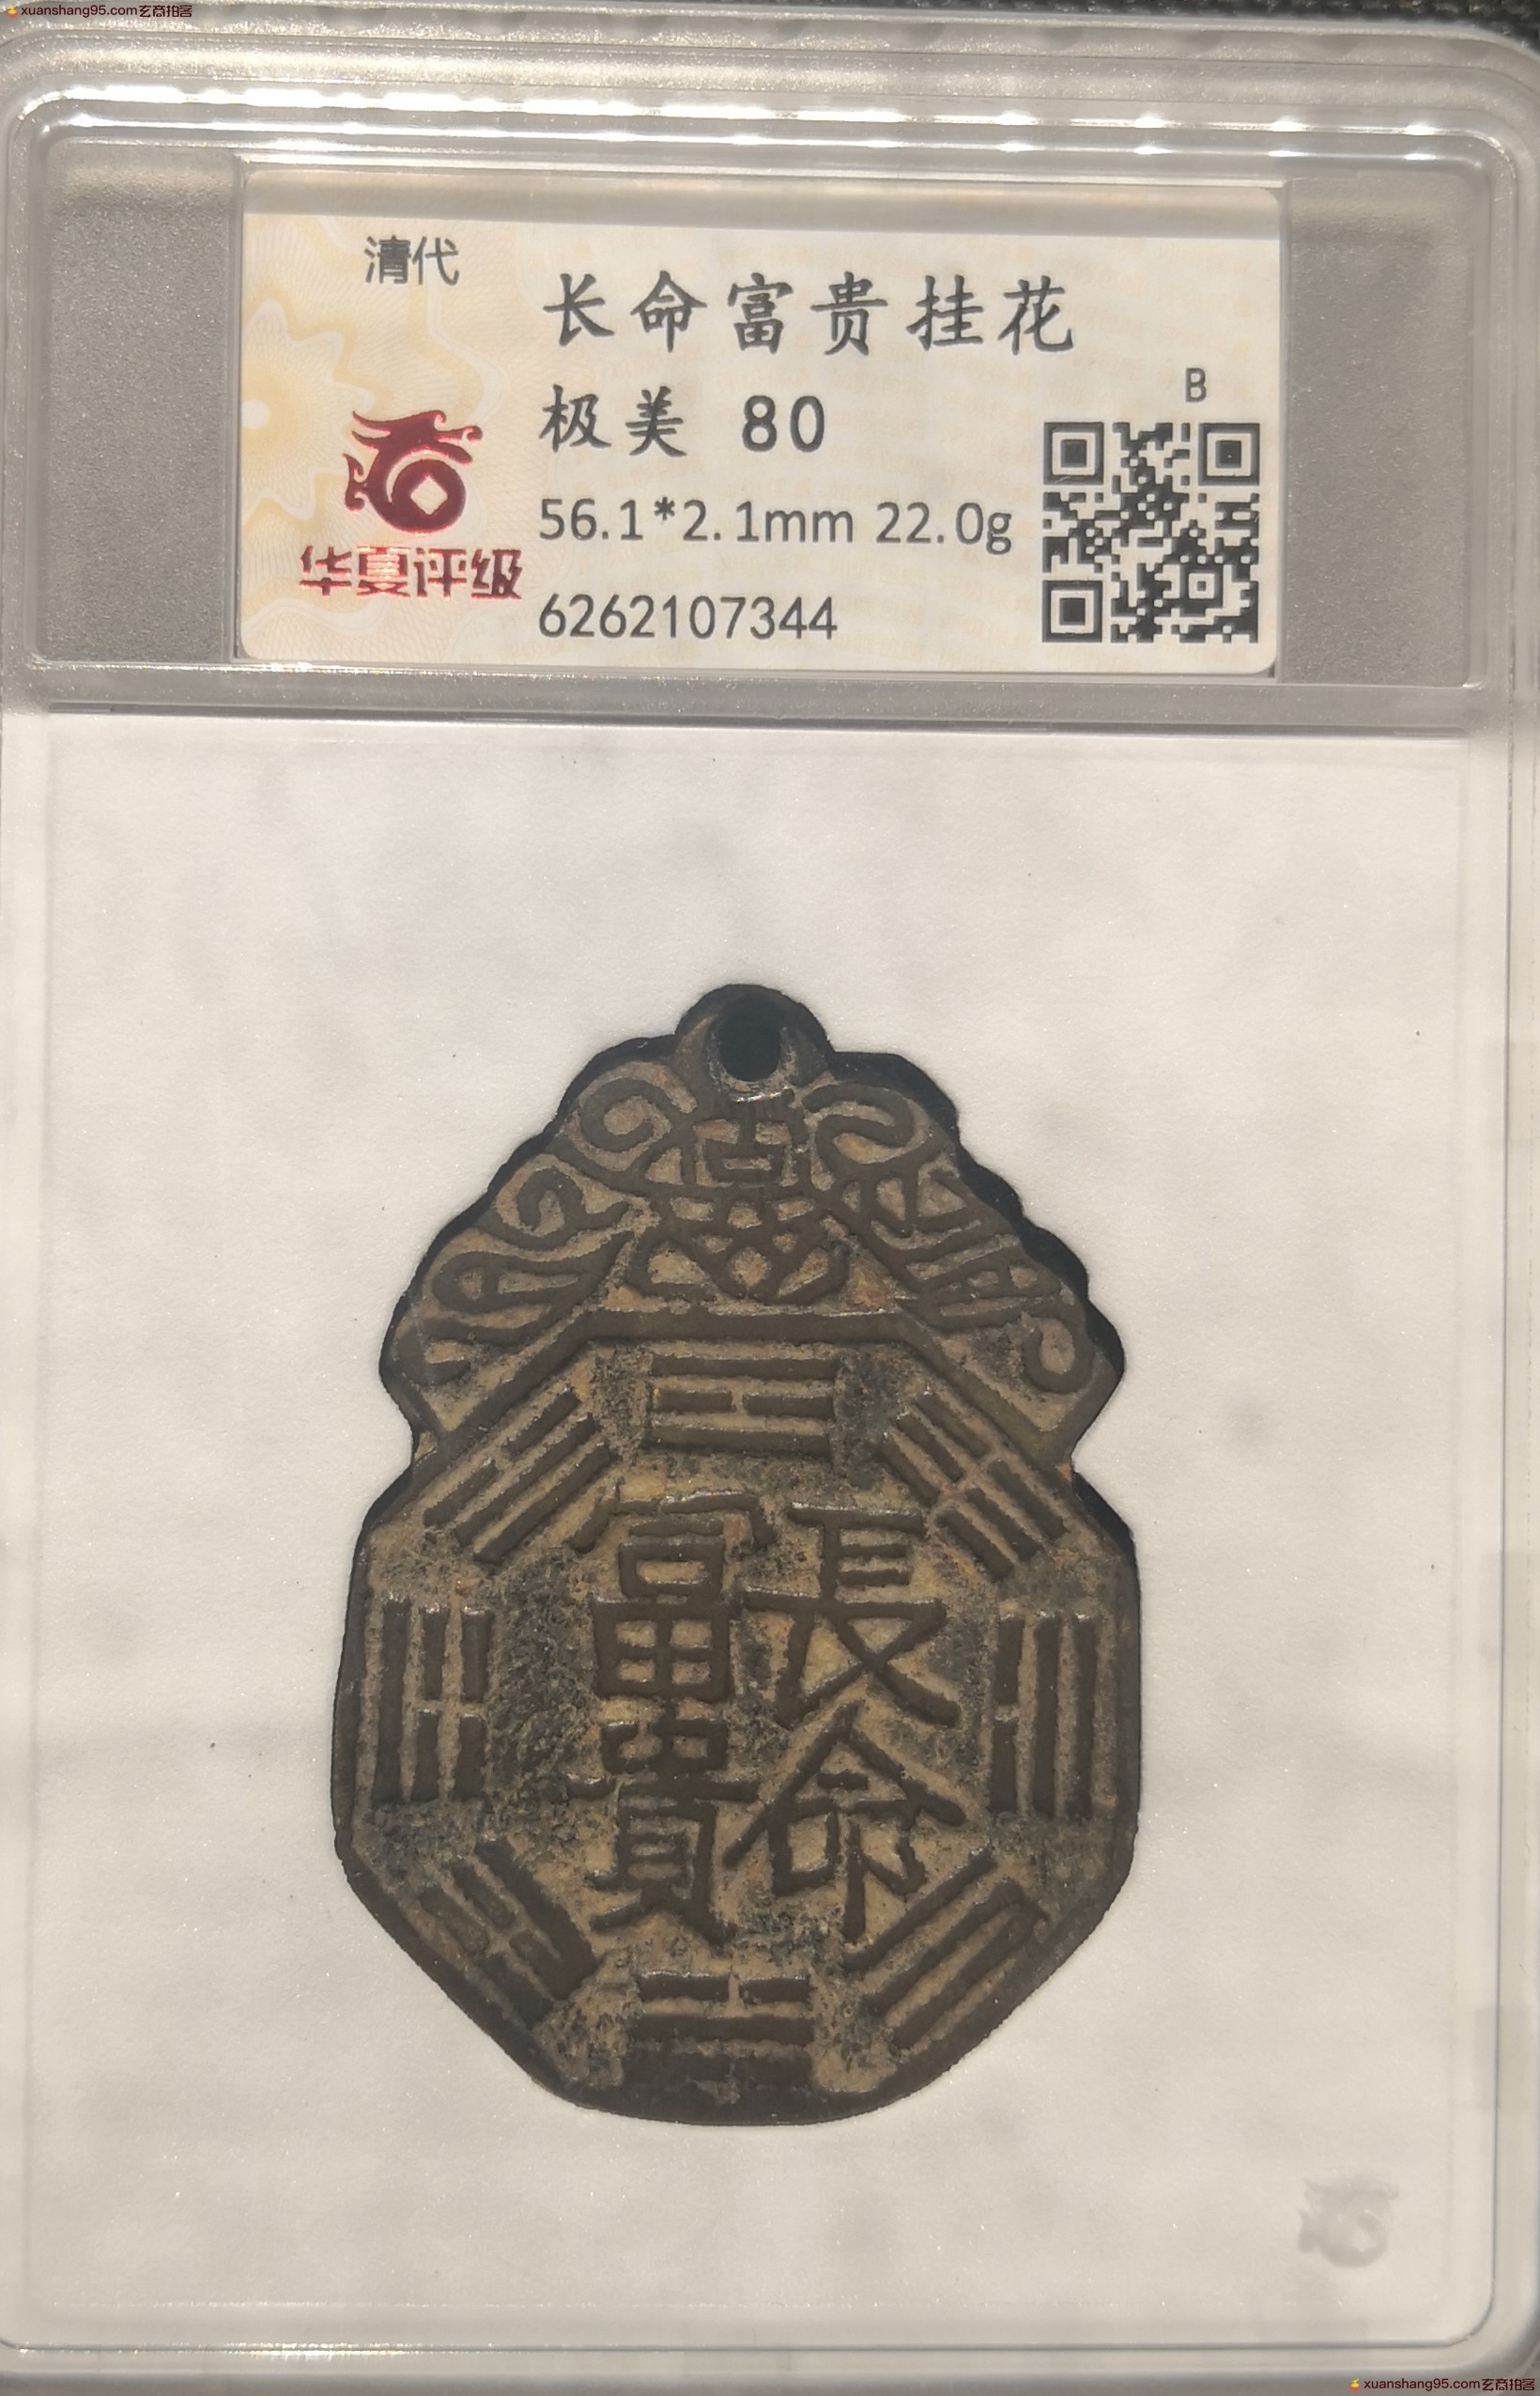 xuanshang95.com玄商拍客
清代
长命富贵挂花
极美 80
B
56.1*2.1mm 22.0g
华夏评级
6262107344
長命
富貴
xuanshang95.com玄商拍客